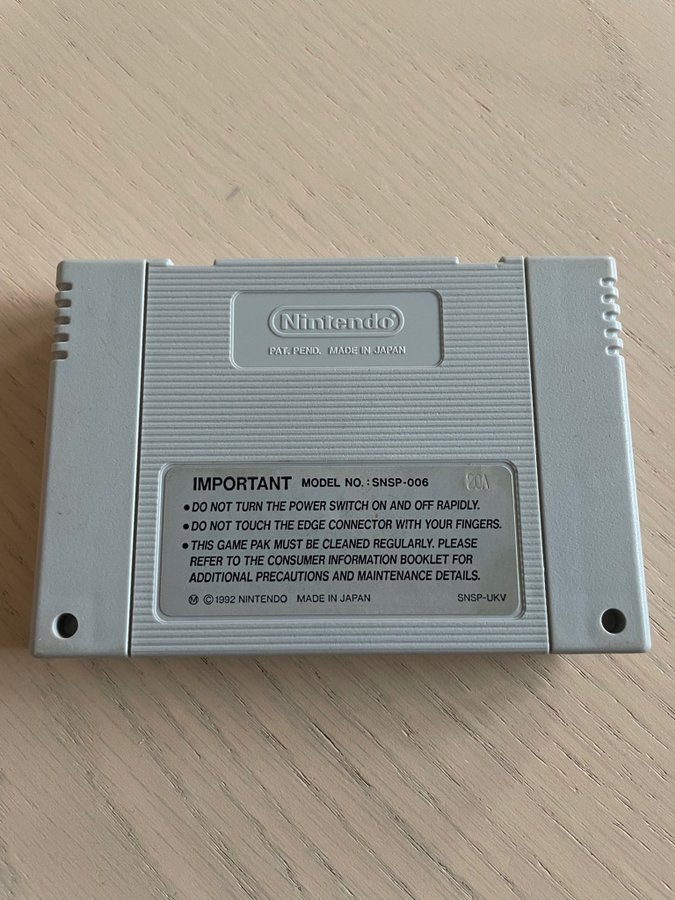 Nintendo®
PAT. PEND. MADE IN JAPAN
IMPORTANT MODEL NO.: SNSP-006
20A
• DO NOT TURN THE POWER SWITCH ON AND OFF RAPIDLY.
• DO NOT TOUCH THE EDGE CONNECTOR WITH YOUR FINGERS.
• THIS GAME PAK MUST BE CLEANED REGULARLY. PLEASE
REFER TO THE CONSUMER INFORMATION BOOKLET FOR
ADDITIONAL PRECAUTIONS AND MAINTENANCE DETAILS.
Ⓜ ©1992 NINTENDO MADE IN JAPAN SNSP-UKV